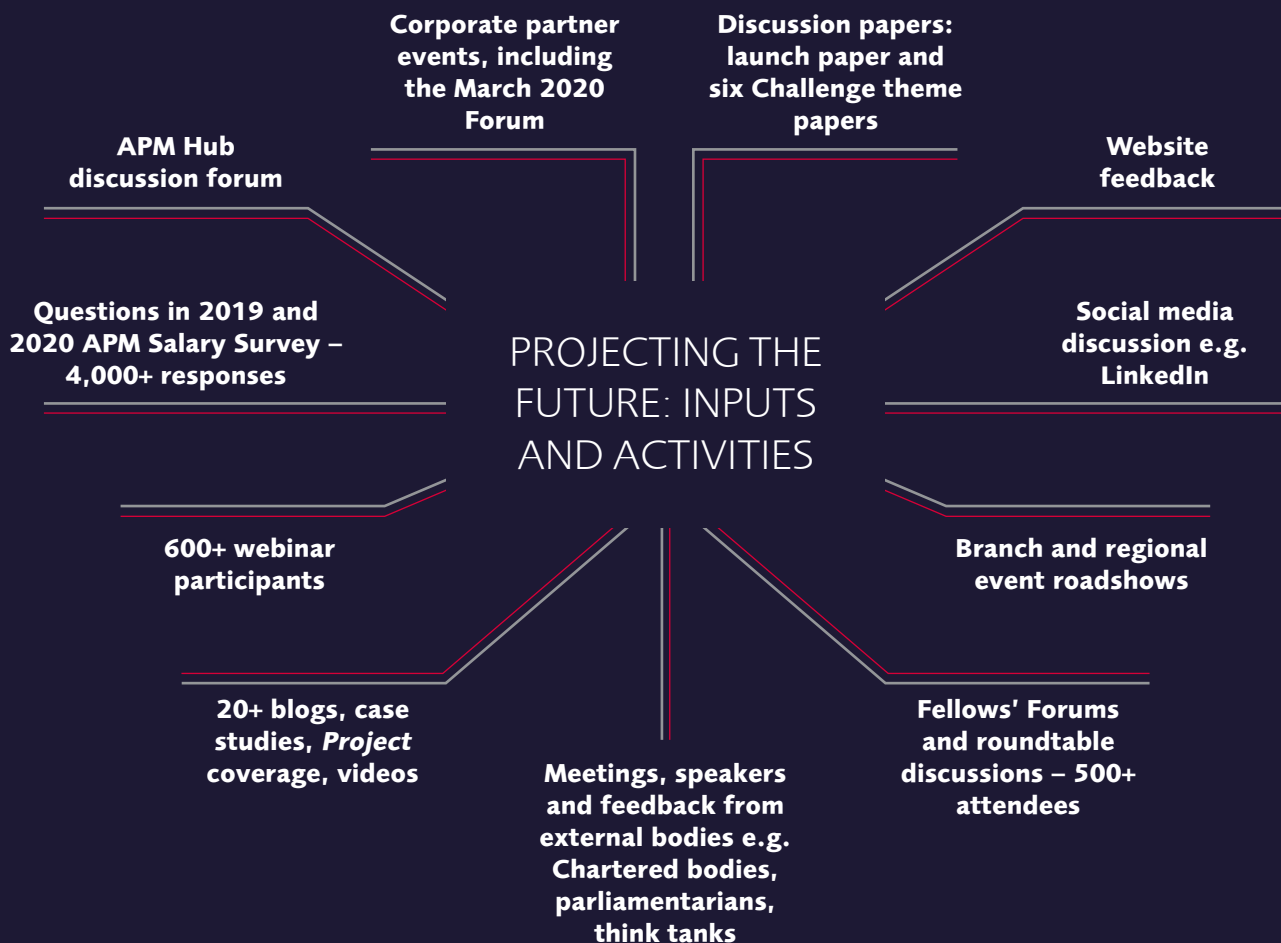 Corporate partner
events, including
the March 2020
Forum
Discussion papers:
launch paper and
six Challenge theme
papers
APM Hub
discussion forum
Website
feedback
Questions in 2019 and
2020 APM Salary Survey –
4,000+ responses
PROJECTING THE
FUTURE: INPUTS
AND ACTIVITIES
Social media
discussion e.g.
LinkedIn
600+ webinar
participants
Branch and regional
event roadshows
20+ blogs, case
studies, Project
coverage, videos
Meetings, speakers
and feedback from
external bodies e.g.
Chartered bodies,
parliamentarians,
think tanks
Fellows’ Forums
and roundtable
discussions – 500+
attendees